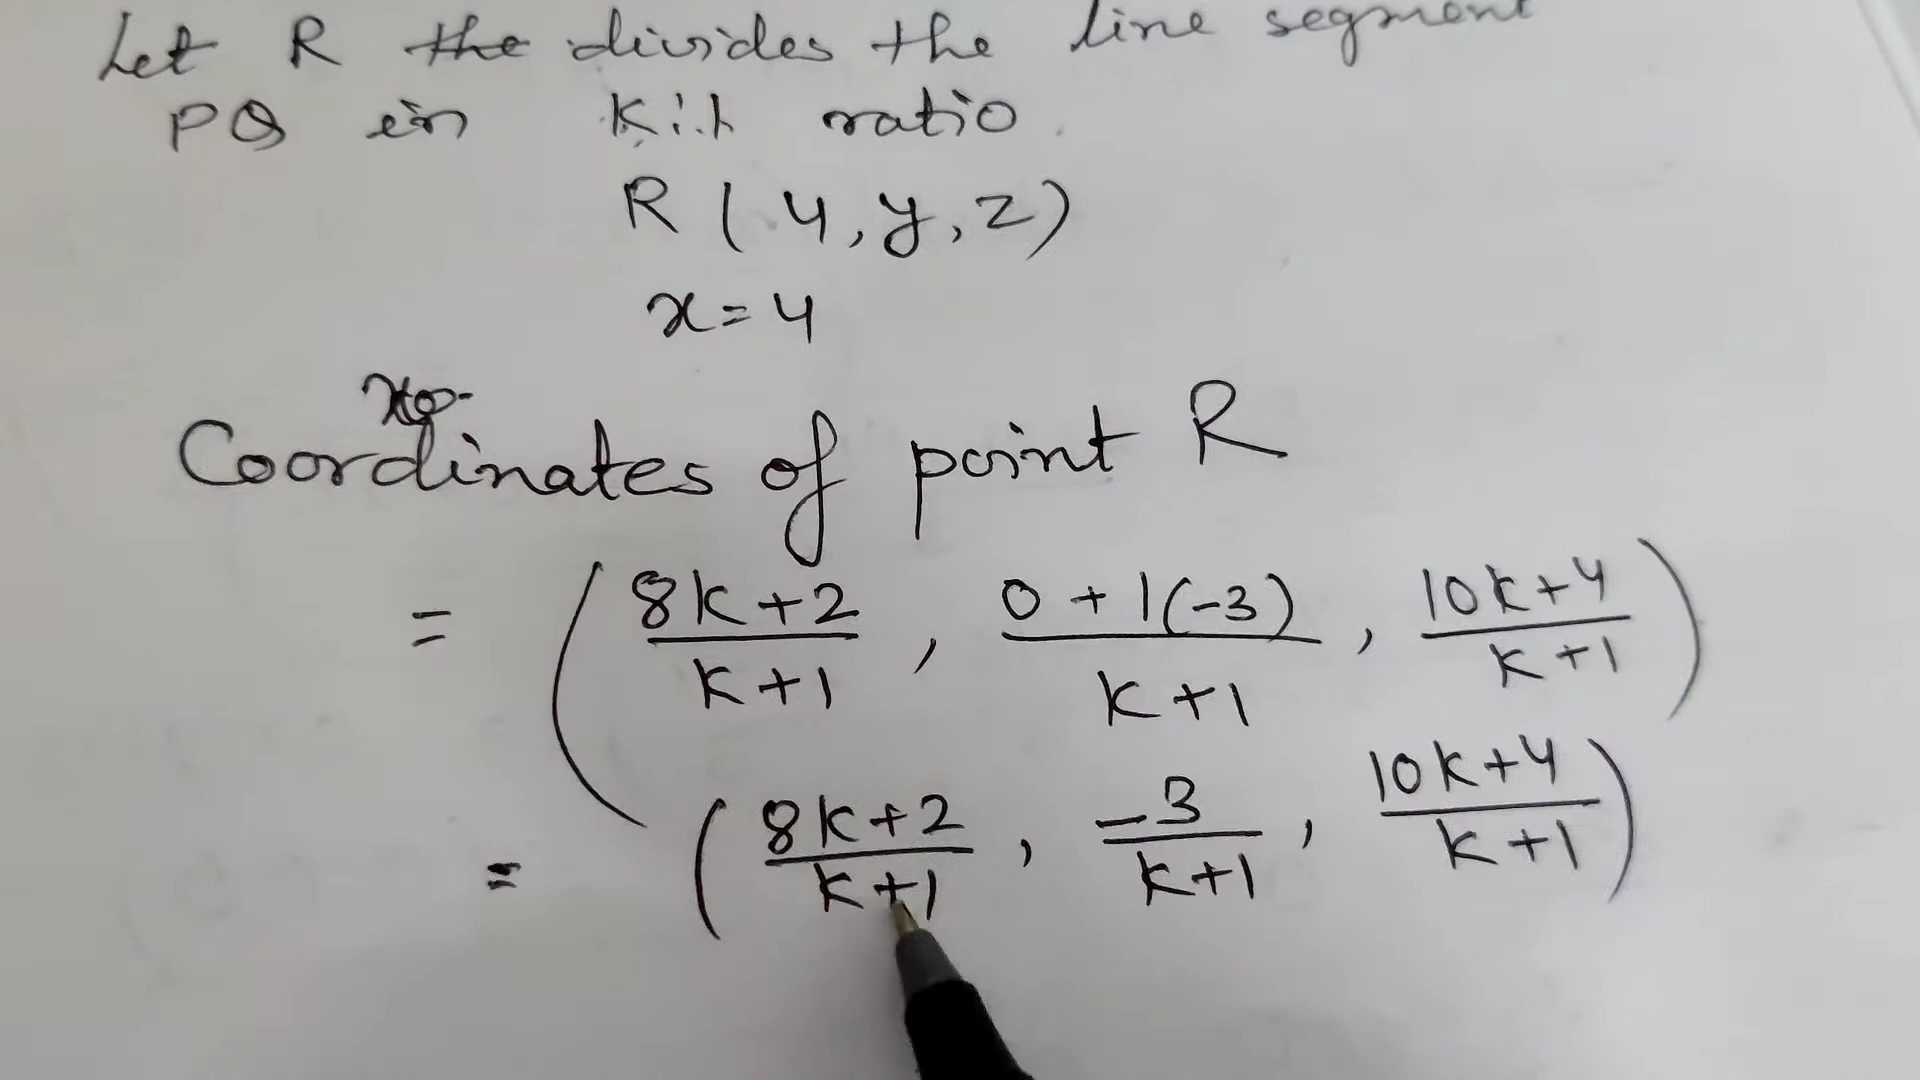 Let R the divides the line segment
PQ in K:1 ratio.
R (4, y, z)
x = 4
Coordinates of point R
= ( 8K+2 / K+1 , 0 + 1(-3) / K+1 , 10K+4 / K+1 )
= ( 8K+2 / K+1 , -3 / K+1 , 10K+4 / K+1 )